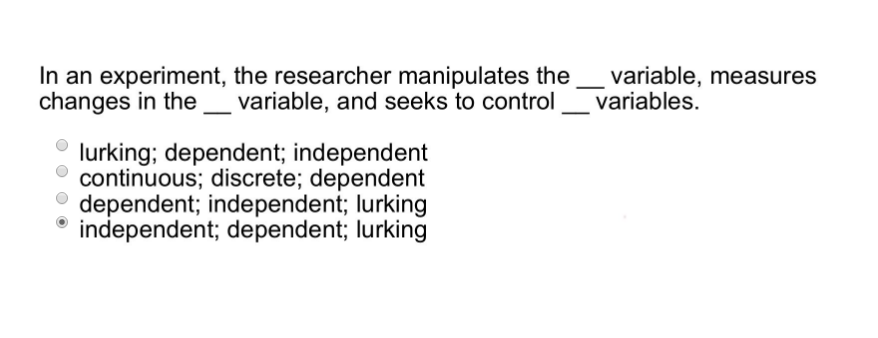 In an experiment, the researcher manipulates the __ variable, measures
changes in the __ variable, and seeks to control __ variables.
lurking; dependent; independent
continuous; discrete; dependent
dependent; independent; lurking
independent; dependent; lurking